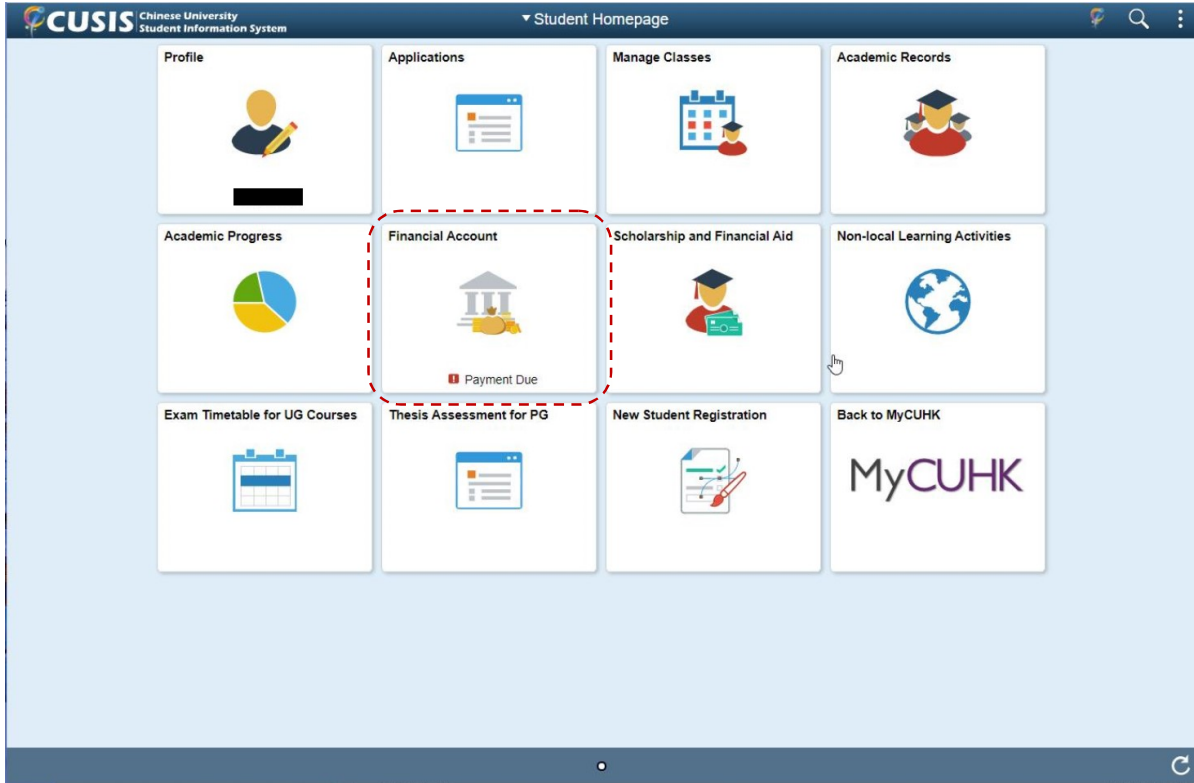 CUSIS Chinese University
Student Information System
Student Homepage
Profile
Applications
Manage Classes
Academic Records
Academic Progress
Financial Account
Scholarship and Financial Aid
Non-local Learning Activities
Payment Due
Exam Timetable for UG Courses
Thesis Assessment for PG
New Student Registration
Back to MyCUHK
MyCUHK